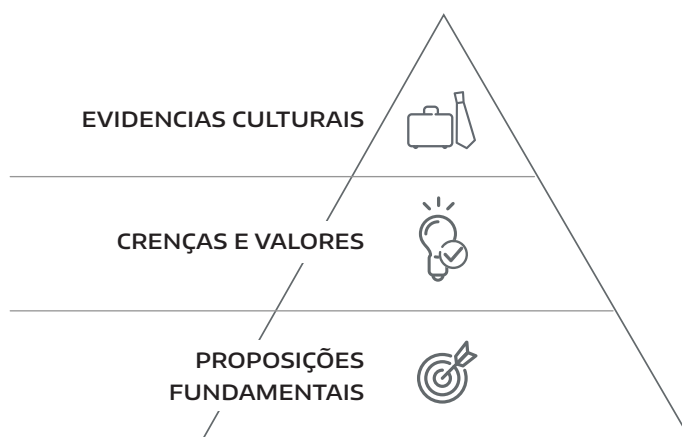 EVIDENCIAS CULTURAIS
CRENÇAS E VALORES
PROPOSIÇÕES
FUNDAMENTAIS